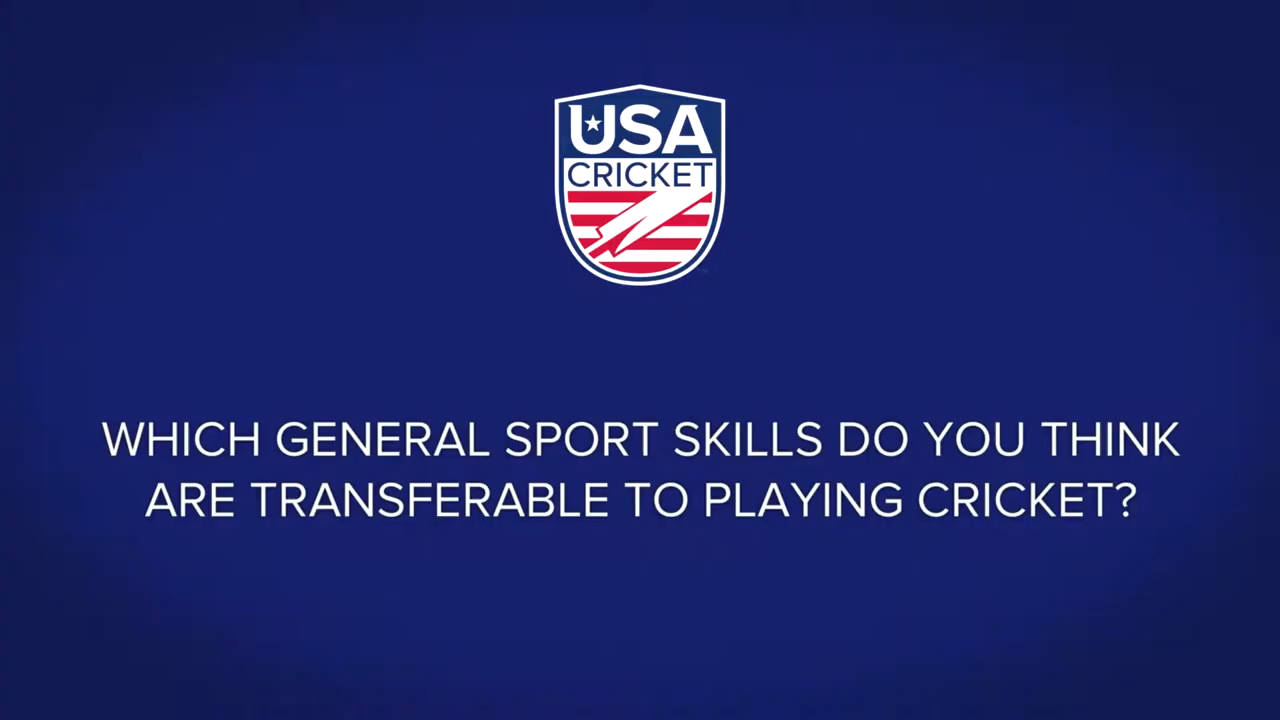 USA
CRICKET
WHICH GENERAL SPORT SKILLS DO YOU THINK
ARE TRANSFERABLE TO PLAYING CRICKET?